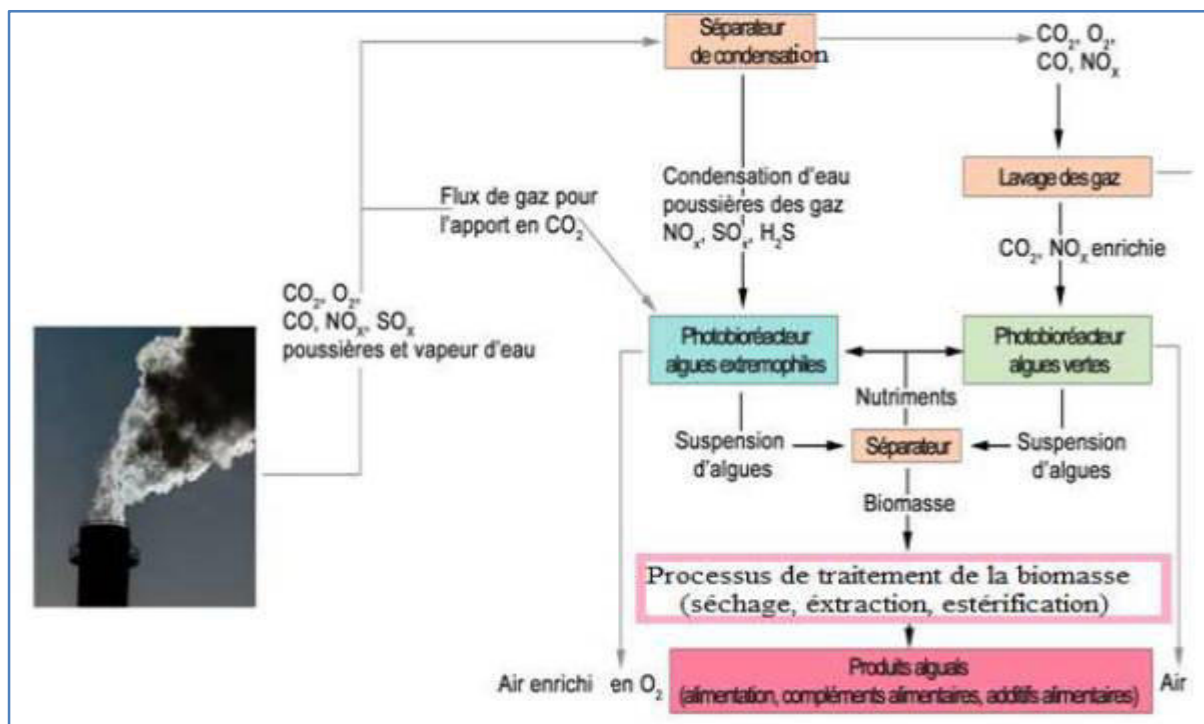 Séparateur
de condensation
CO₂, O₂,
CO, NOₓ
Lavage des gaz
CO₂, NOₓ enrichie
Flux de gaz pour
l'apport en CO₂
Condensation d'eau
poussières des gaz
NOₓ, SOₓ, H₂S
CO₂, O₂,
CO, NOₓ, SOₓ
poussières et vapeur d'eau
Photobioréacteur
algues extremophiles
Photobioréacteur
algues vertes
Nutriments
Suspension
d'algues
Séparateur
Suspension
d'algues
Biomasse
Processus de traitement de la biomasse
(séchage, éxtraction, estérification)
Air enrichi en O₂
Produits alguals
(alimentation, compléments alimentaires, additifs alimentaires)
Air